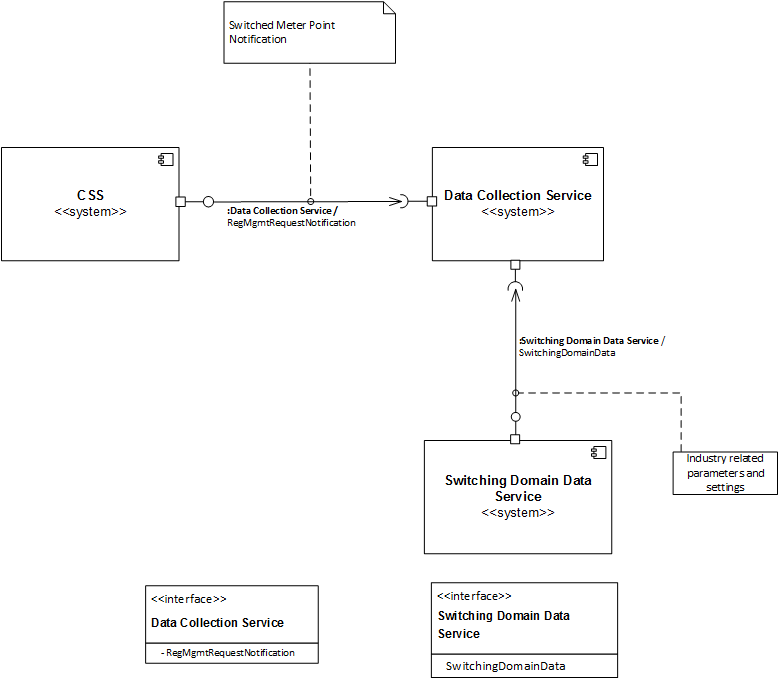 Switched Meter Point
Notification
CSS
<<system>>
Data Collection Service
<<system>>
:Data Collection Service /
RegMgmtRequestNotification
:Switching Domain Data Service /
SwitchingDomainData
Industry related
parameters and
settings
Switching Domain Data
Service
<<system>>
<<interface>>
Data Collection Service
- RegMgmtRequestNotification
<<interface>>
Switching Domain Data
Service
SwitchingDomainData